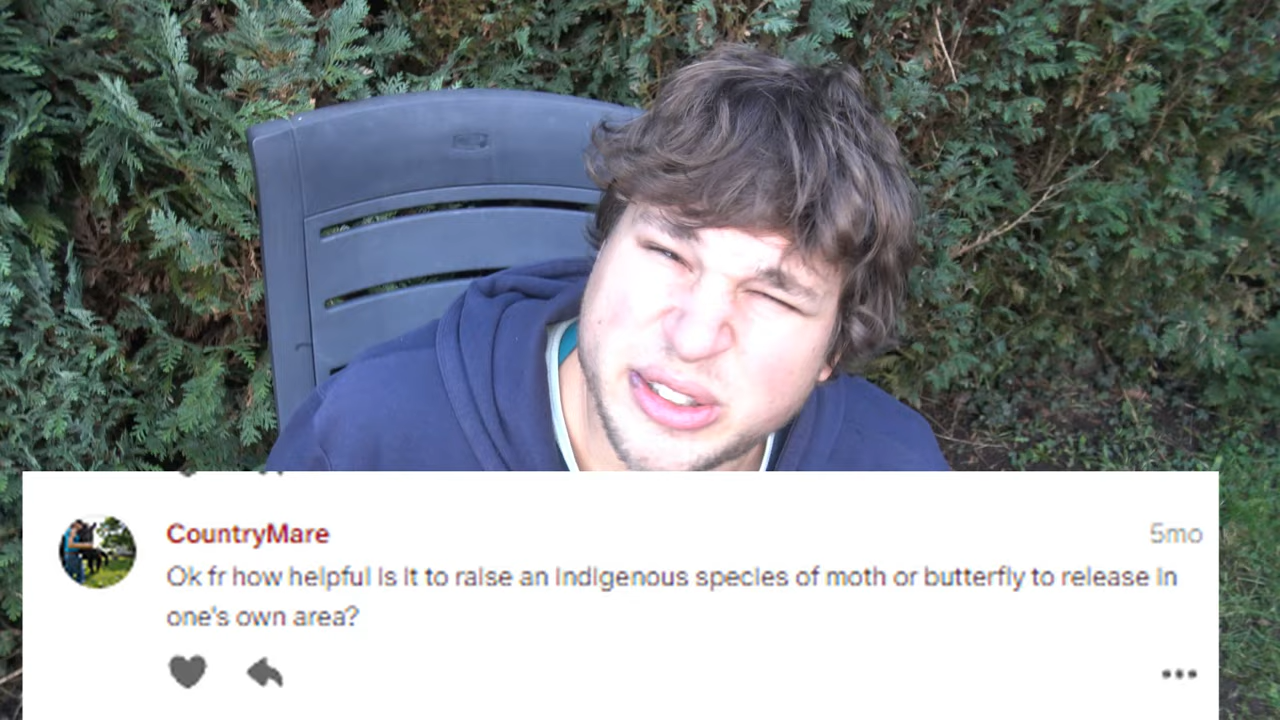 CountryMare
5mo
Ok fr how helpful is it to raise an indigenous species of moth or butterfly to release in
one's own area?